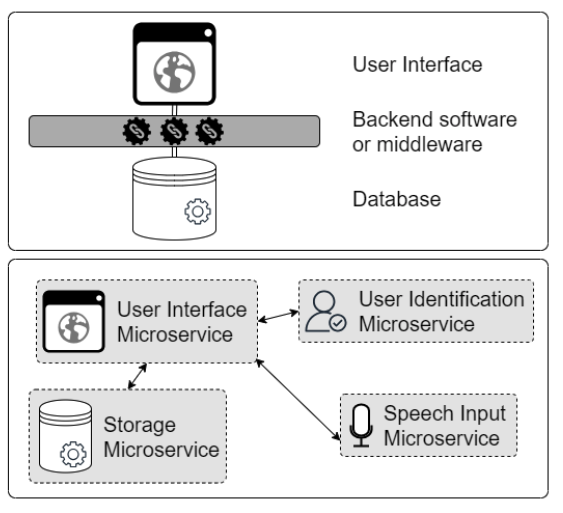 User Interface
Backend software
or middleware
Database
User Interface
Microservice
User Identification
Microservice
Storage
Microservice
Speech Input
Microservice